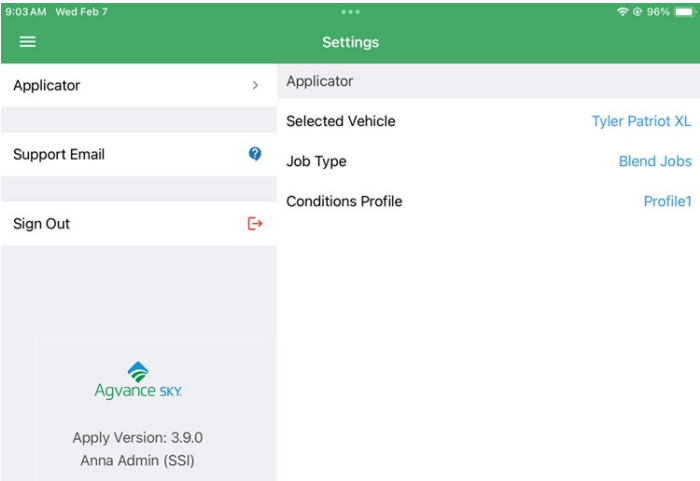 9:03 AM Wed Feb 7 96%
Settings
Applicator
Support Email
Sign Out
Agvance SKY.
Apply Version: 3.9.0
Anna Admin (SSI)
Applicator
Selected Vehicle Tyler Patriot XL
Job Type Blend Jobs
Conditions Profile Profile1